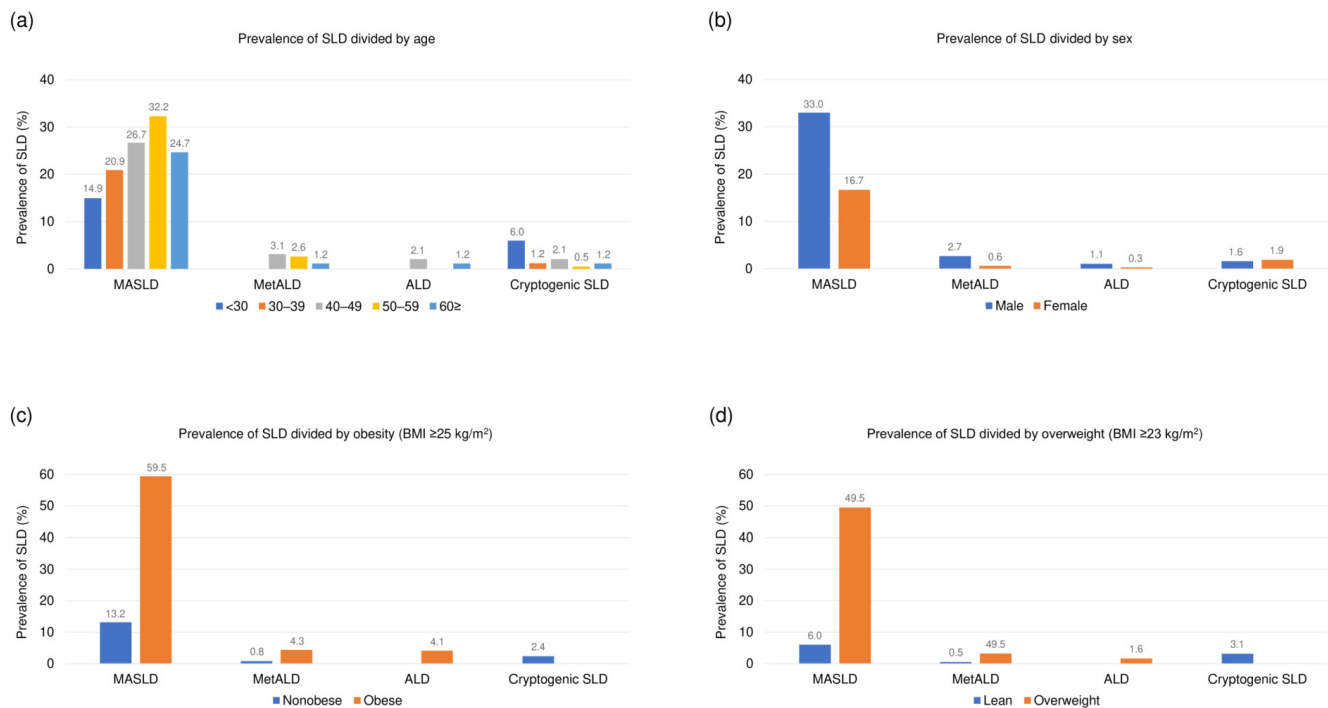 (a)
Prevalence of SLD divided by age
Prevalence of SLD (%)
40
30
20
10
0
14.9
20.9
26.7
32.2
24.7
3.1
2.6
1.2
2.1
1.2
6.0
1.2
2.1
0.5
1.2
MASLD
MetALD
ALD
Cryptogenic SLD
<30
30–39
40–49
50–59
60≥
(b)
Prevalence of SLD divided by sex
Prevalence of SLD (%)
40
30
20
10
0
33.0
16.7
2.7
0.6
1.1
0.3
1.6
1.9
MASLD
MetALD
ALD
Cryptogenic SLD
Male
Female
(c)
Prevalence of SLD divided by obesity (BMI ≥25 kg/m²)
Prevalence of SLD (%)
60
50
40
30
20
10
0
13.2
59.5
0.8
4.3
4.1
2.4
MASLD
MetALD
ALD
Cryptogenic SLD
Nonobese
Obese
(d)
Prevalence of SLD divided by overweight (BMI ≥23 kg/m²)
Prevalence of SLD (%)
60
50
40
30
20
10
0
6.0
49.5
0.5
49.5
1.6
3.1
MASLD
MetALD
ALD
Cryptogenic SLD
Lean
Overweight